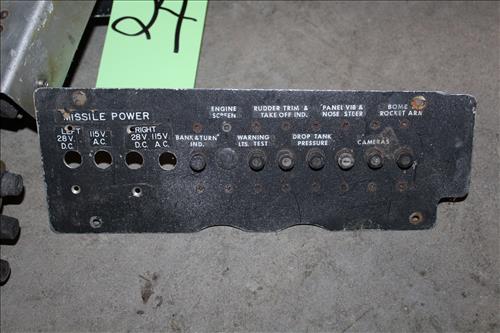 24
MISSILE POWER
LEFT
28V. 115V.
D.C. A.C.
RIGHT
28V. 115V.
D.C. A.C.
ENGINE
SCREEN
RUDDER TRIM &
TAKE OFF IND.
PANEL VIB &
NOSE STEER
BOMB
ROCKET ARM
BANK & TURN
IND.
WARNING
LTS. TEST
DROP TANK
PRESSURE
CAMERAS